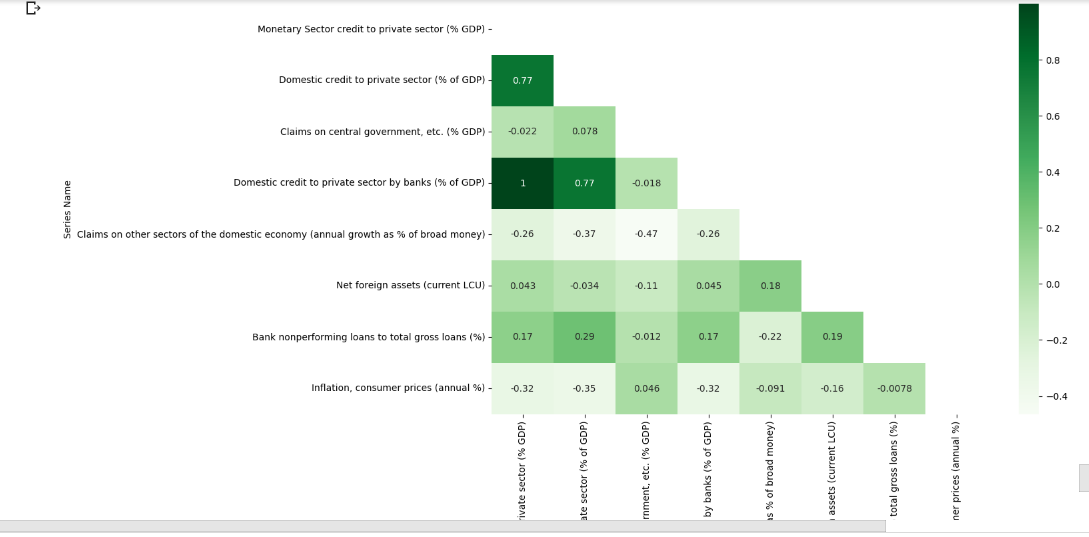 Monetary Sector credit to private sector (% GDP)
0.8
Domestic credit to private sector (% of GDP)
0.77
0.6
Claims on central government, etc. (% GDP)
-0.022 0.078
0.4
Domestic credit to private sector by banks (% of GDP)
1 0.77 -0.018
Series Name
0.2
Claims on other sectors of the domestic economy (annual growth as % of broad money)
-0.26 -0.37 -0.47 -0.26
0.0
Net foreign assets (current LCU)
0.043 -0.034 -0.11 0.045 0.18
−0.2
Bank nonperforming loans to total gross loans (%)
0.17 0.29 -0.012 0.17 -0.22 0.19
Inflation, consumer prices (annual %)
-0.32 -0.35 0.046 -0.32 -0.091 -0.16 -0.0078
−0.4
sector (% GDP)
sector (% of GDP)
etc. (% GDP)
by banks (% of GDP)
% of broad money)
assets (current LCU)
total gross loans (%)
prices (annual %)